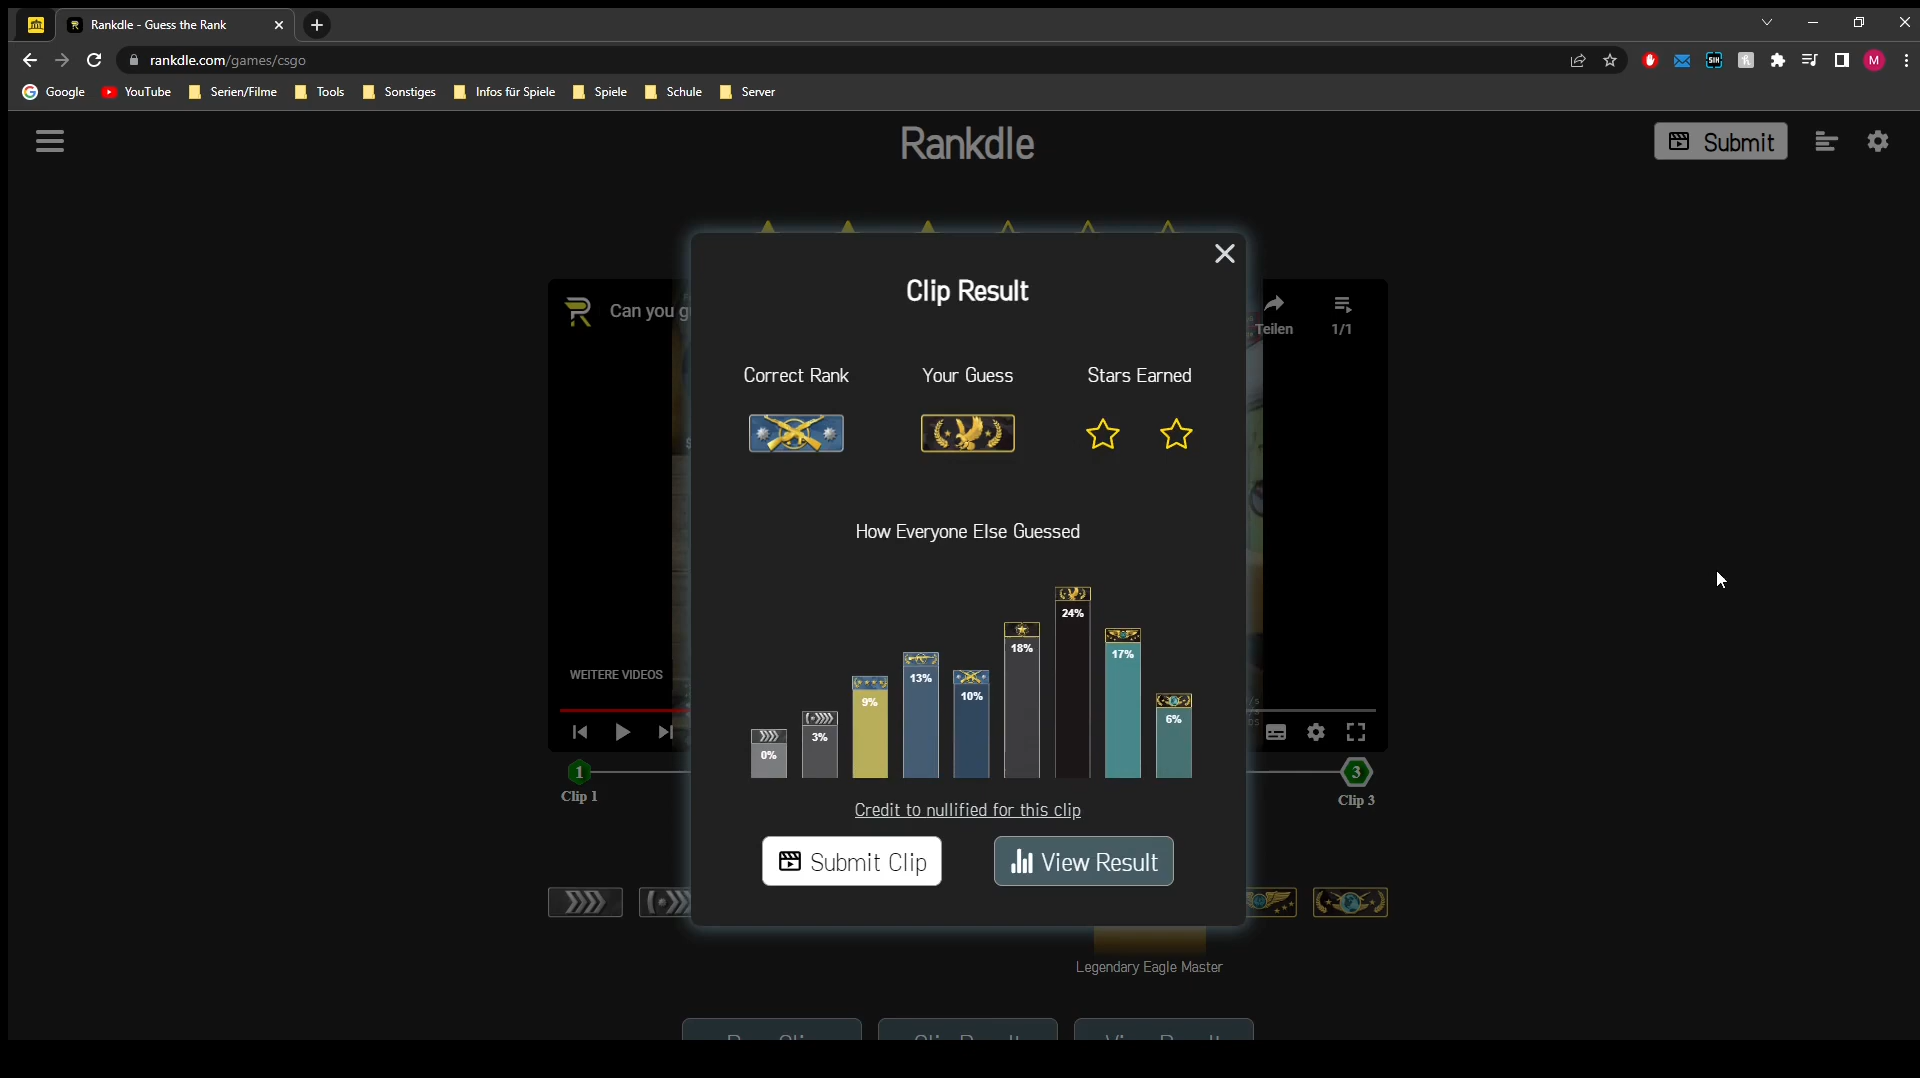 Rankdle - Guess the Rank
rankdle.com/games/csgo
M
Google YouTube Serien/Filme Tools Sonstiges Infos für Spiele Spiele Schule Server
Rankdle
Submit
Can you g
Teilen
1/1
Clip Result
Correct Rank Your Guess Stars Earned
How Everyone Else Guessed
0%
3%
9%
13%
10%
18%
24%
17%
6%
WEITERE VIDEOS
1
Clip 1
3
Clip 3
Credit to nullified for this clip
Submit Clip
View Result
Legendary Eagle Master